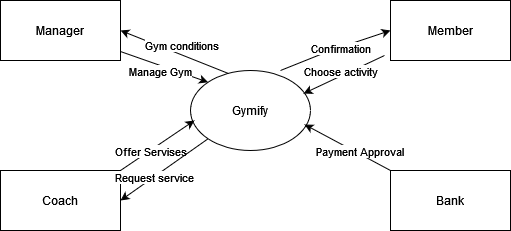 Manager
Member
Gym conditions
Confirmation
Manage Gym
Choose activity
Gymify
Offer Servises
Payment Approval
Request service
Coach
Bank